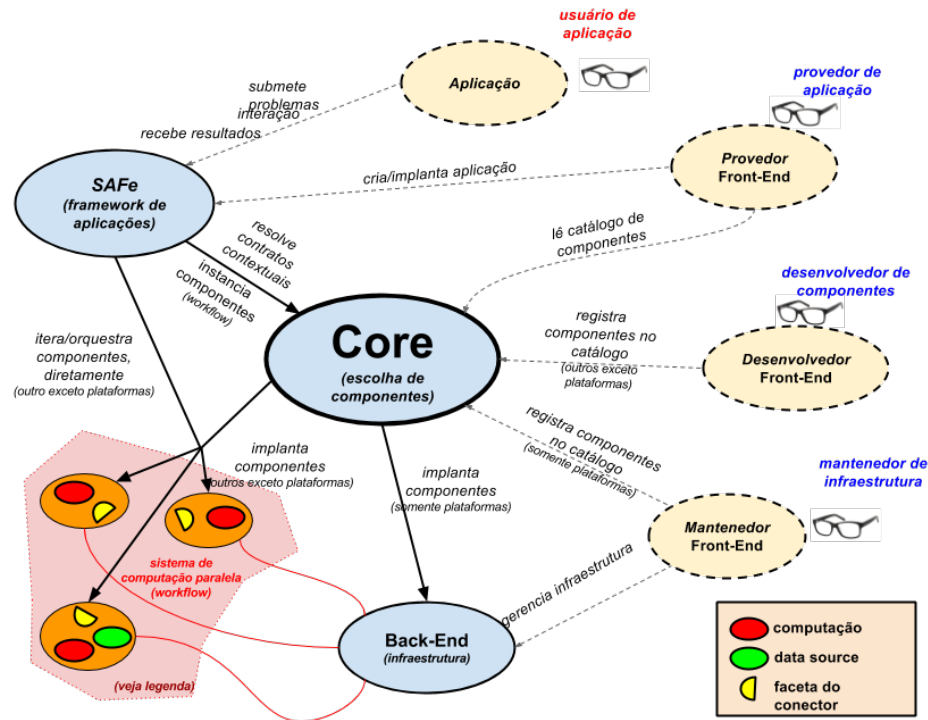 usuário de
aplicação
provedor de
aplicação
Aplicação
submete
problemas
interação
recebe resultados
Provedor
Front-End
SAFe
(framework de
aplicações)
cria/implanta aplicação
lê catálogo de
componentes
resolve
contratos
contextuais
instancia
componentes
(workflow)
desenvolvedor de
componentes
Core
(escolha de
componentes)
registra
componentes no
catálogo
(outros exceto
plataformas)
Desenvolvedor
Front-End
itera/orquestra
componentes,
diretamente
(outro exceto plataformas)
registra componentes
no catálogo
(somente plataformas)
implanta
componentes
(outros exceto plataformas)
implanta
componentes
(somente plataformas)
mantenedor de
infraestrutura
Mantenedor
Front-End
sistema de
computação paralela
(workflow)
gerencia infraestrutura
Back-End
(infraestrutura)
(veja legenda)
computação
data source
faceta do
conector